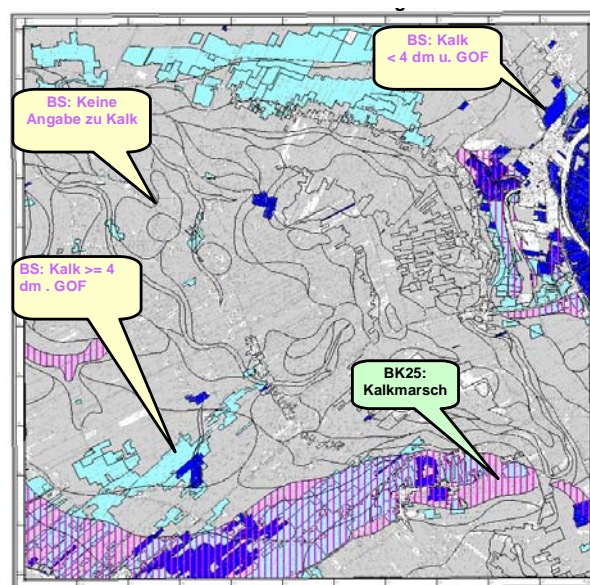 BS: Kalk
< 4 dm u. GOF
BS: Keine
Angabe zu Kalk
BS: Kalk >= 4
dm . GOF
BK25:
Kalkmarsch